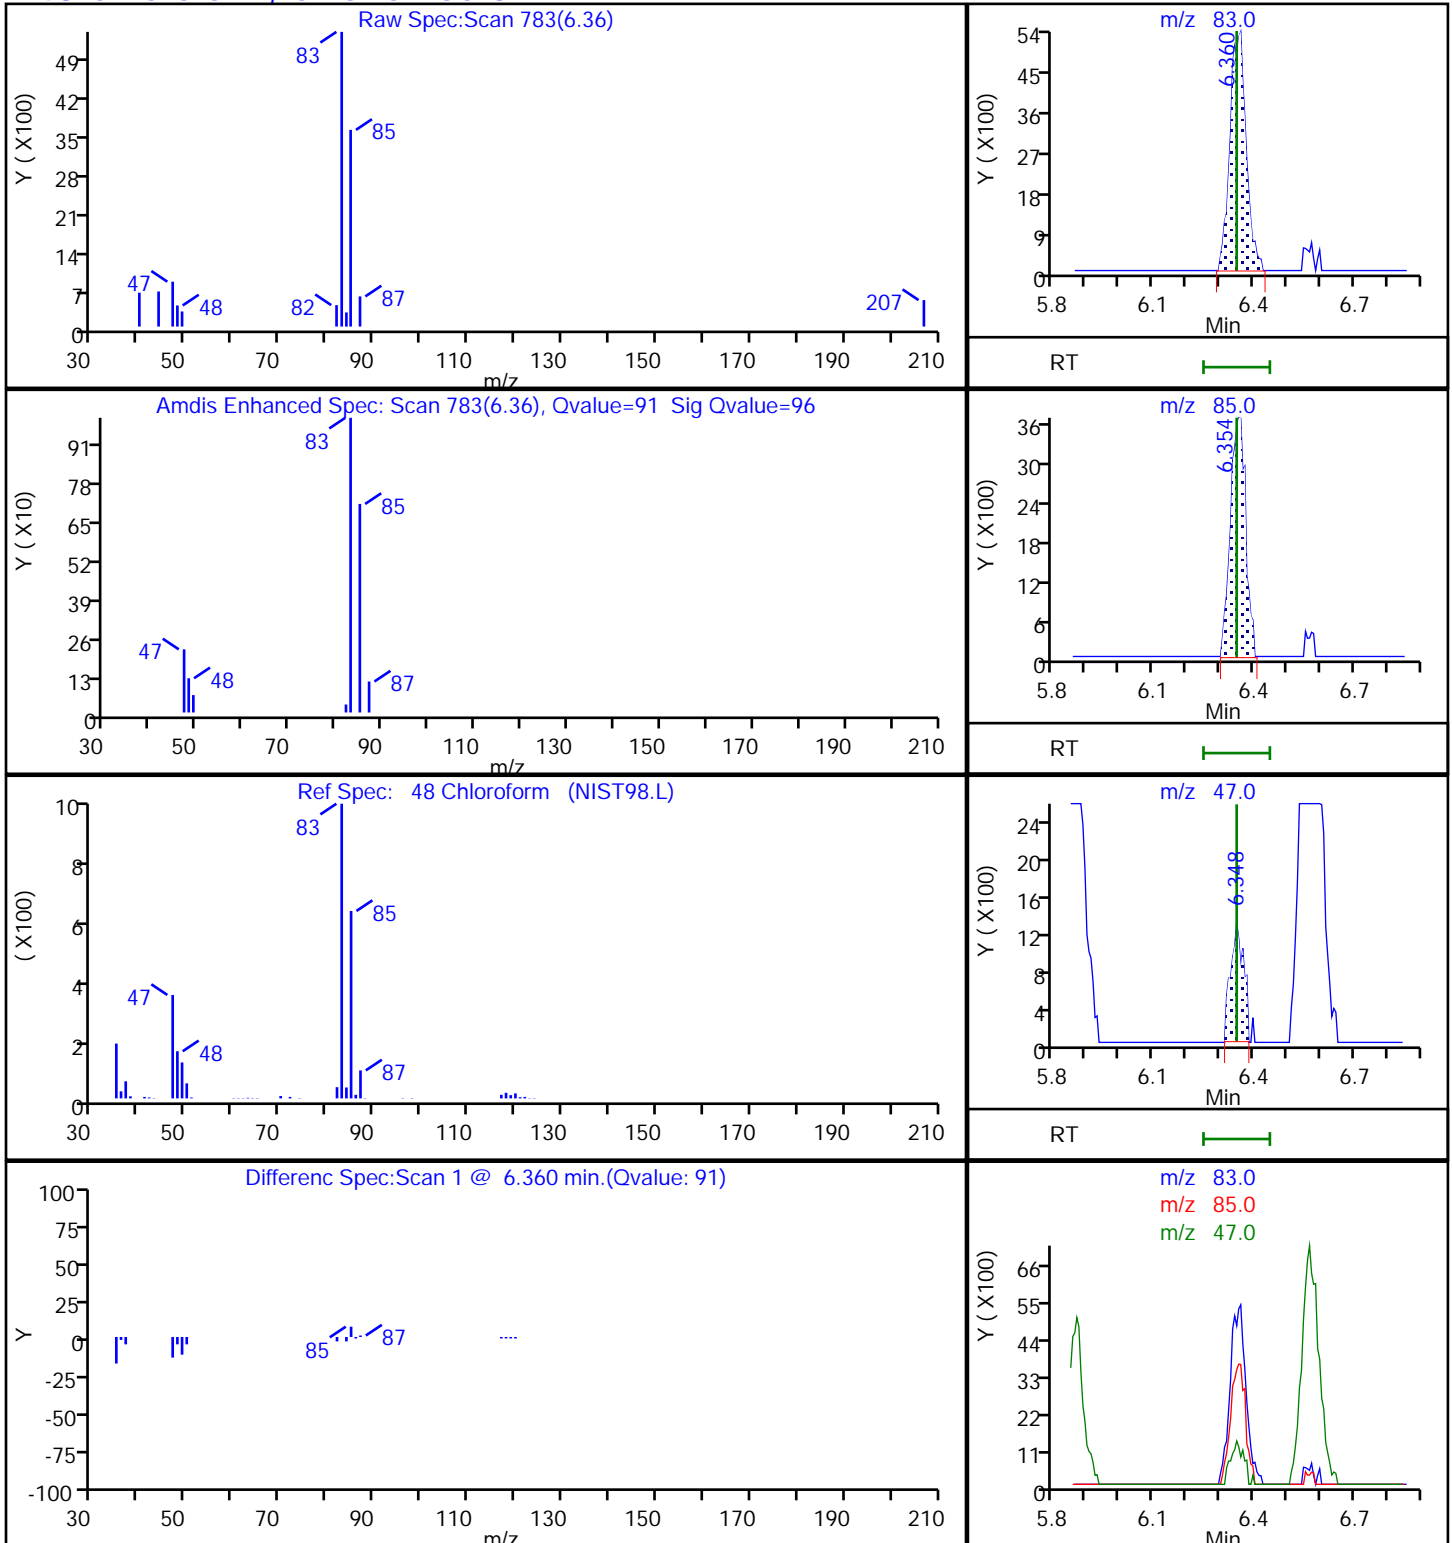 Raw Spec:Scan 783(6.36)
Y ( X100)
49
42
35
28
21
14
7
0
83
85
47
48
82
87
207
30 50 70 90 110 130 150 170 190 210
m/z
m/z 83.0
Y ( X100)
54
45
36
27
18
9
0
6.360
5.8 6.1 6.4 6.7
Min
RT
Amdis Enhanced Spec: Scan 783(6.36), Qvalue=91 Sig Qvalue=96
Y ( X10)
91
78
65
52
39
26
13
0
83
85
47
48
87
30 50 70 90 110 130 150 170 190 210
m/z
m/z 85.0
Y ( X100)
36
30
24
18
12
6
0
6.354
5.8 6.1 6.4 6.7
Min
RT
Ref Spec: 48 Chloroform (NIST98.L)
( X100)
10
8
6
4
2
0
83
85
47
48
87
30 50 70 90 110 130 150 170 190 210
m/z 47.0
Y ( X100)
24
20
16
12
8
4
0
6.348
5.8 6.1 6.4 6.7
Min
RT
Differenc Spec:Scan 1 @ 6.360 min.(Qvalue: 91)
Y
100
75
50
25
0
-25
-50
-75
-100
85
87
30 50 70 90 110 130 150 170 190 210
m/z
m/z 83.0
m/z 85.0
m/z 47.0
Y ( X100)
66
55
44
33
22
11
0
5.8 6.1 6.4 6.7
Min